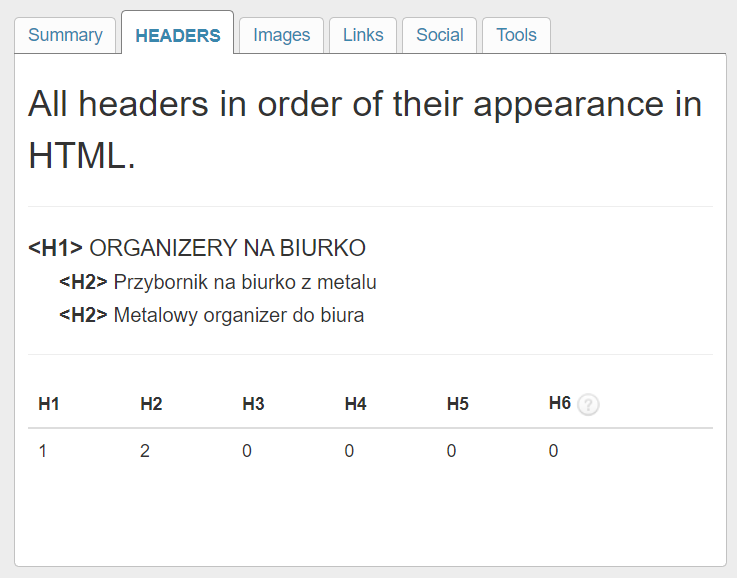 Summary HEADERS Images Links Social Tools
All headers in order of their appearance in
HTML.
<H1> ORGANIZERY NA BIURKO
<H2> Przybornik na biurko z metalu
<H2> Metalowy organizer do biura
H1 H2 H3 H4 H5 H6 ?
1 2 0 0 0 0